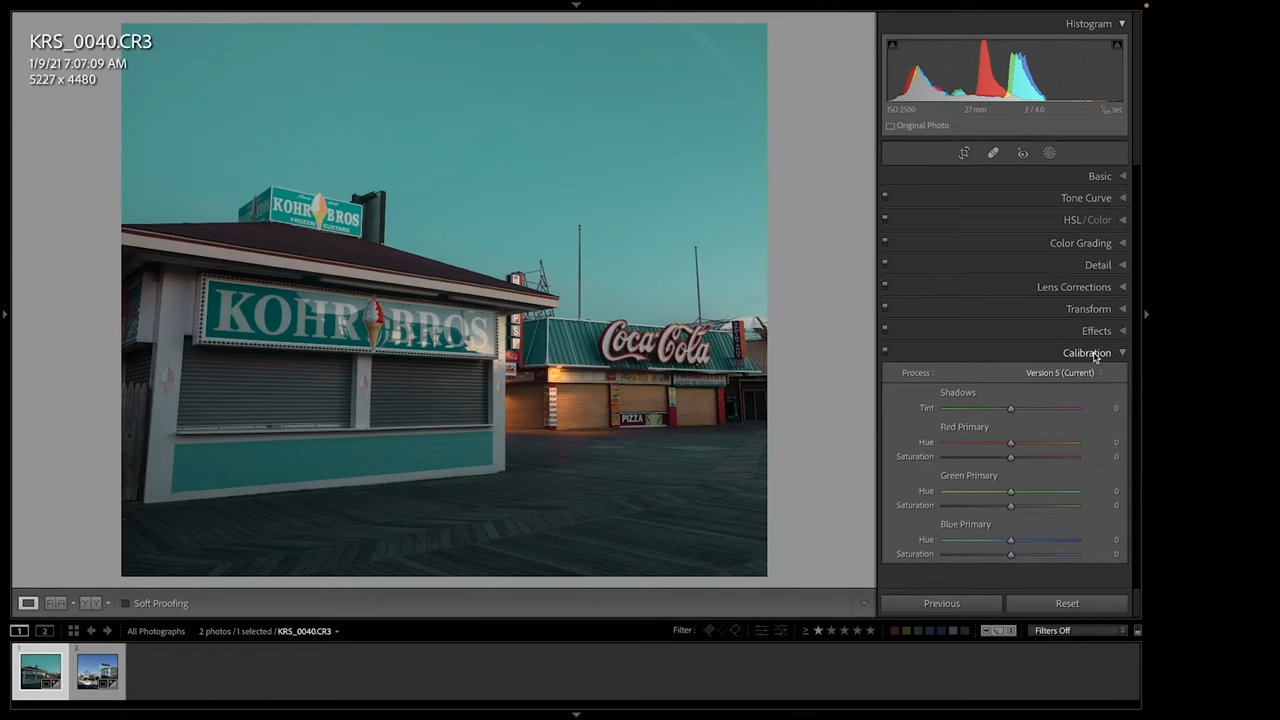 KRS_0040.CR3
1/9/21 7:07:09 AM
5227 x 4480
KOHR BROS
FROZEN CUSTARD
KOHR BROS
Coca-Cola
PIZZA
Histogram
ISO 2500
27 mm
ƒ / 4.0
sec
Original Photo
Basic
Tone Curve
HSL / Color
Color Grading
Detail
Lens Corrections
Transform
Effects
Calibration
Process : Version 5 (Current)
Shadows
Tint 0
Red Primary
Hue 0
Saturation 0
Green Primary
Hue 0
Saturation 0
Blue Primary
Hue 0
Saturation 0
Previous
Reset
Soft Proofing
1 2 All Photographs 2 photos / 1 selected / KRS_0040.CR3
Filter : ≥ Filters Off
1 2